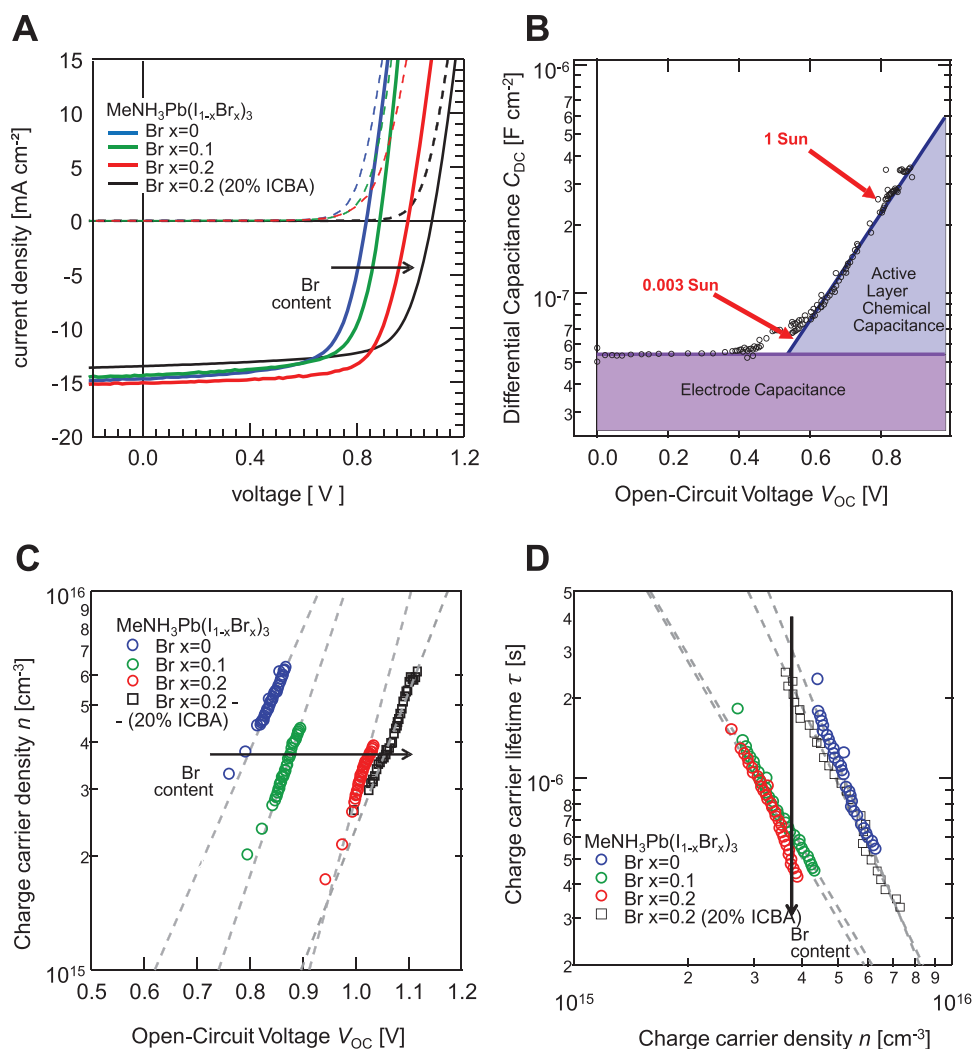 A
15
10
5
0
-5
-10
-15
-20
current density [mA cm⁻²]
MeNH₃Pb(I₁₋ₓBrₓ)₃
Br x=0
Br x=0.1
Br x=0.2
Br x=0.2 (20% ICBA)
Br
content
0.0
0.4
0.8
1.2
voltage [ V ]
B
10⁻⁶
6
5
4
3
2
10⁻⁷
7
6
5
4
3
Differential Capacitance C_DC [F cm⁻²]
1 Sun
0.003 Sun
Active
Layer
Chemical
Capacitance
Electrode Capacitance
0.0
0.2
0.4
0.6
0.8
Open-Circuit Voltage V_OC [V]
C
10¹⁶
8
7
6
5
4
3
2
10¹⁵
Charge carrier density n [cm⁻³]
MeNH₃Pb(I₁₋ₓBrₓ)₃
Br x=0
Br x=0.1
Br x=0.2
Br x=0.2 -
- (20% ICBA)
Br
content
0.5 0.6 0.7 0.8 0.9 1.0 1.1 1.2
Open-Circuit Voltage V_OC [V]
D
5
4
3
2
10⁻⁶
8
7
6
5
4
3
2
Charge carrier lifetime τ [s]
MeNH₃Pb(I₁₋ₓBrₓ)₃
Br x=0
Br x=0.1
Br x=0.2
Br x=0.2 (20% ICBA)
Br
content
10¹⁵
2 3 4 5 6 7 8 9
10¹⁶
Charge carrier density n [cm⁻³]